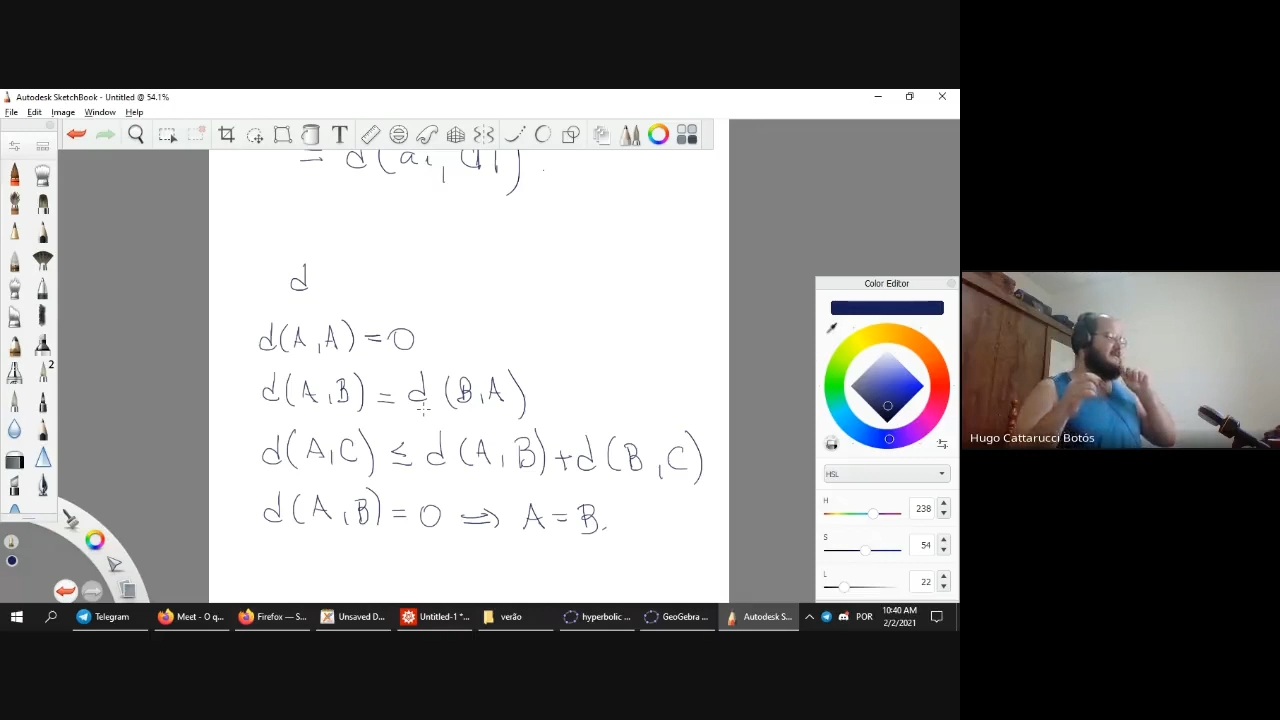 Autodesk SketchBook - Untitled @ 54.1%
File Edit Image Window Help
T
d
d(A,A)=0
d(A,B)=d(B,A)
d(A,C)≤d(A,B)+d(B,C)
d(A,B)=0 ⇒ A=B.
2
Color Editor
HSL
H
238
S
54
L
22
Hugo Cattarucci Botós
Telegram
Meet - O q...
Firefox — S...
Unsaved D...
Untitled-1 *...
verão
hyperbolic ...
GeoGebra ...
Autodesk S...
POR
10:40 AM
2/2/2021